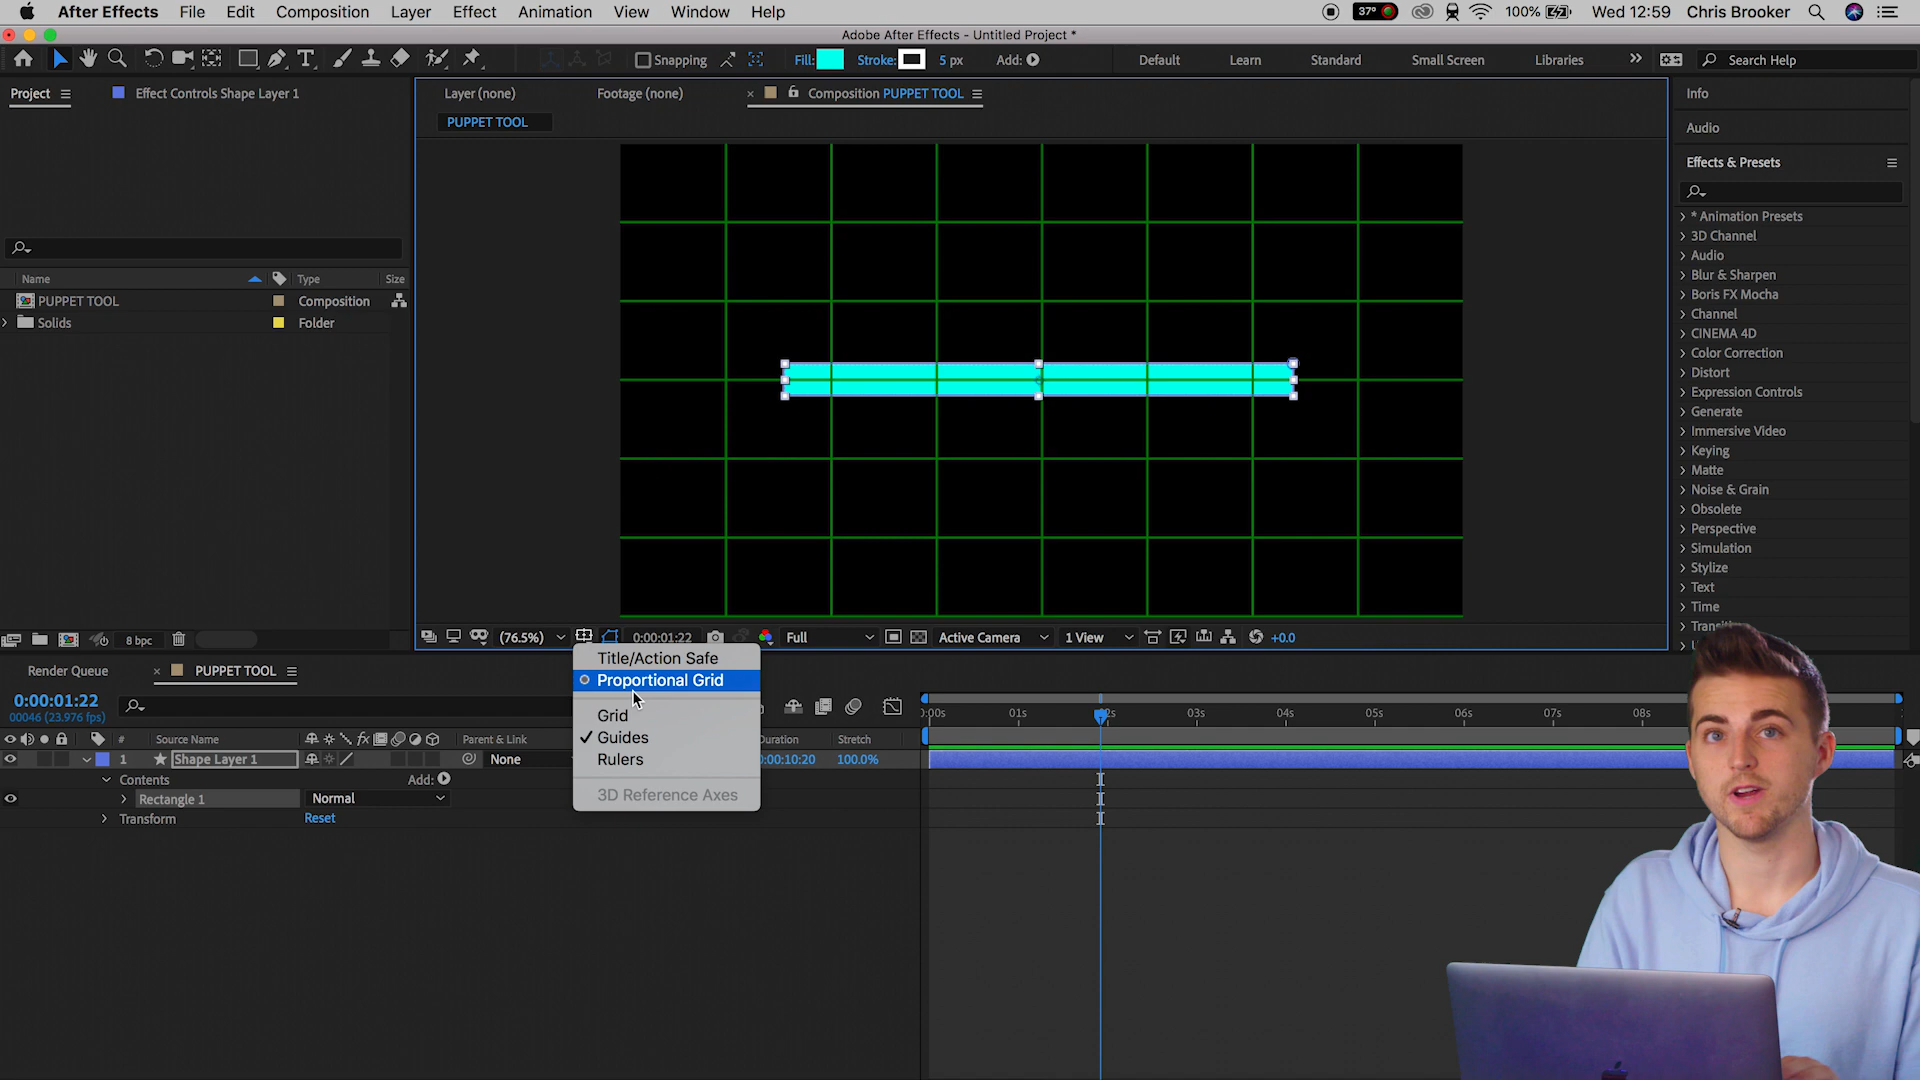 After Effects File Edit Composition Layer Effect Animation View Window Help 37° 100% Wed 12:59 Chris Brooker
Adobe After Effects - Untitled Project *
Snapping Fill: Stroke: 5 px Add: Default Learn Standard Small Screen Libraries Search Help
Project Effect Controls Shape Layer 1 Layer (none) Footage (none) Composition PUPPET TOOL Info
PUPPET TOOL
Audio
Effects & Presets
* Animation Presets
3D Channel
Audio
Blur & Sharpen
Boris FX Mocha
Channel
CINEMA 4D
Color Correction
Distort
Expression Controls
Generate
Immersive Video
Keying
Matte
Noise & Grain
Obsolete
Perspective
Simulation
Stylize
Text
Time
Name Type Size
PUPPET TOOL Composition
Solids Folder
8 bpc (76.5%) 0:00:01:22 Full Active Camera 1 View +0.0
Title/Action Safe
Proportional Grid
Grid
Guides
Rulers
3D Reference Axes
Render Queue PUPPET TOOL
0:00:01:22
00046 (23.976 fps)
01s 03s 04s 05s 06s 07s 08s
# Source Name Parent & Link Stretch
1 Shape Layer 1 None 100.0%
Contents Add:
Rectangle 1 Normal
Transform Reset